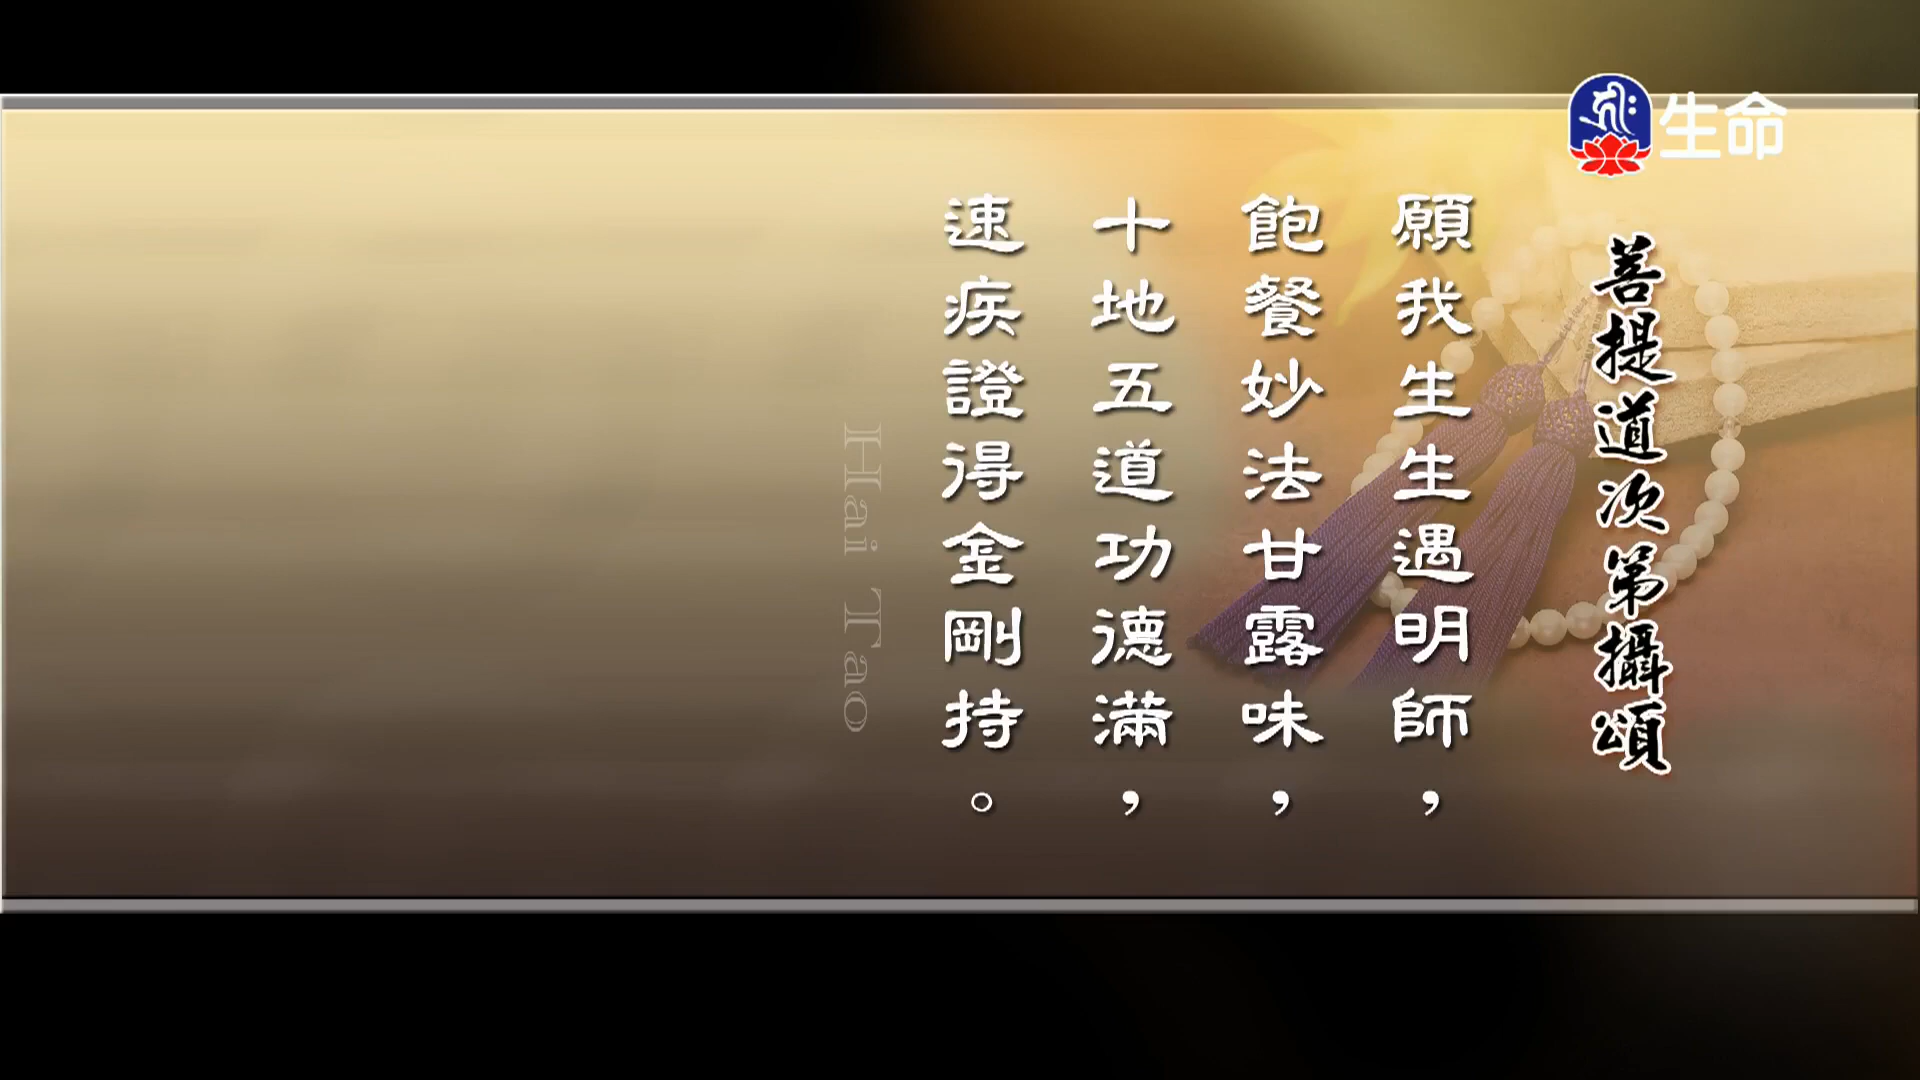 生命
菩提道次第攝頌
願我生生遇明師，
飽餐妙法甘露味，
十地五道功德滿，
速疾證得金剛持。
Hai Tao